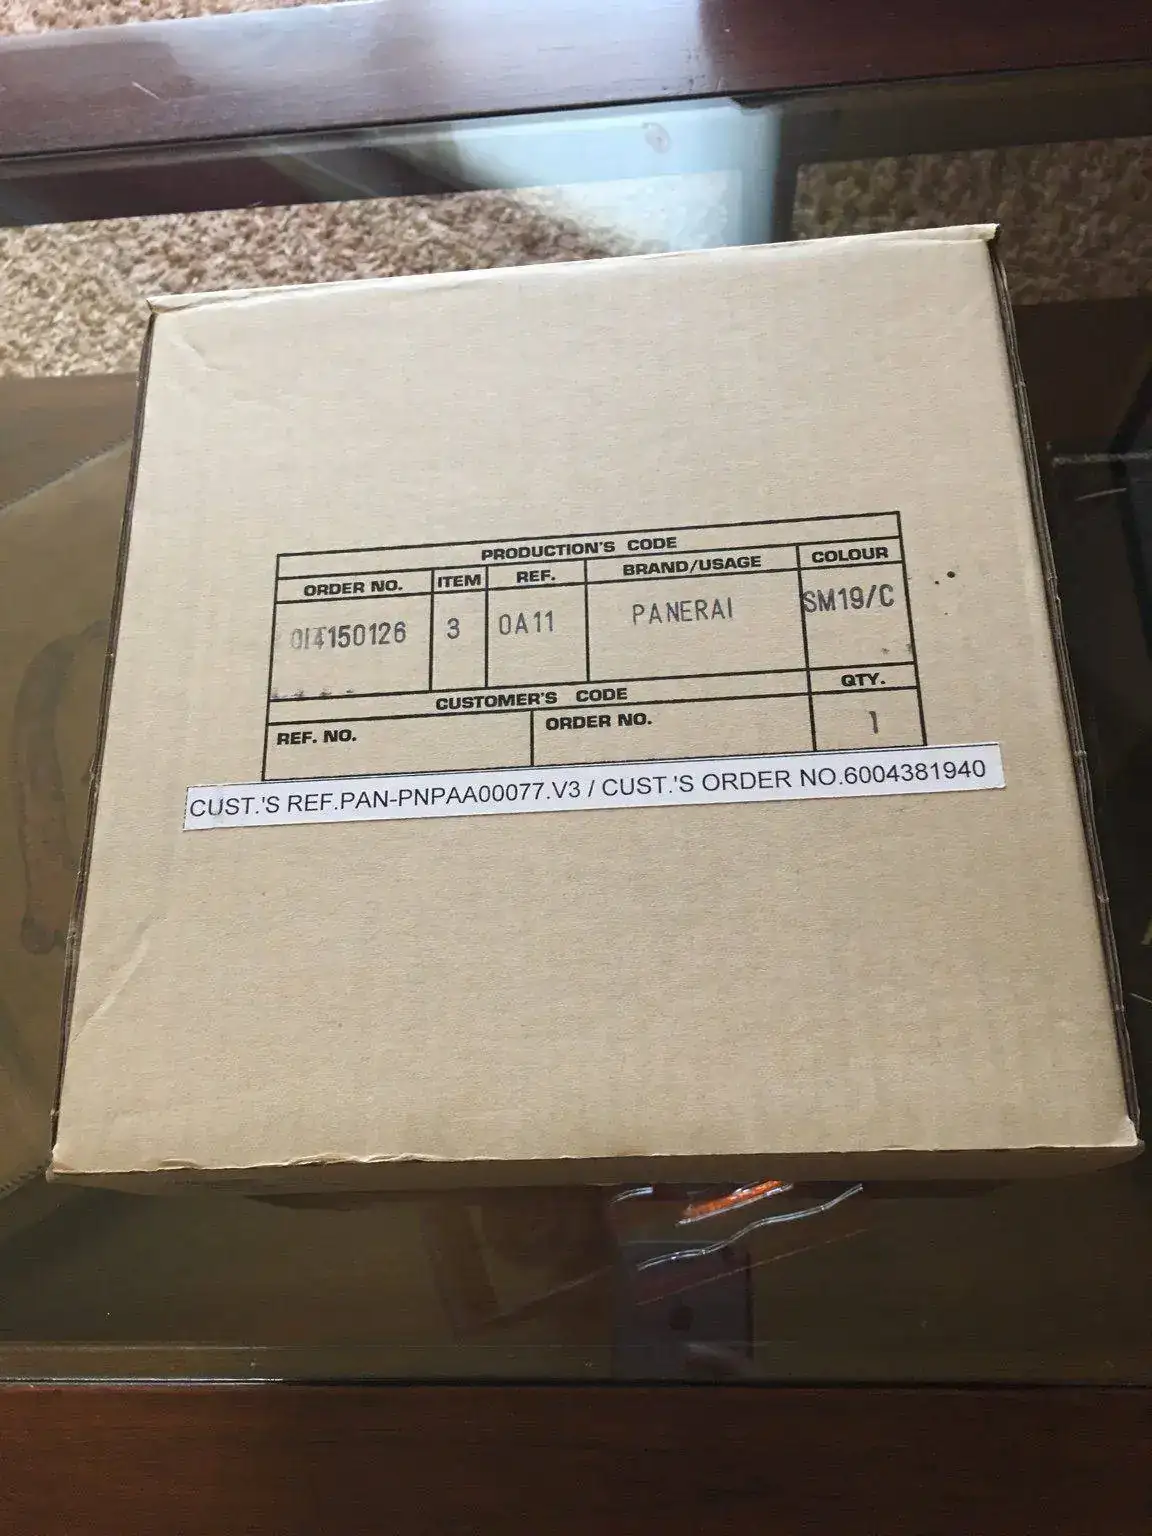 PRODUCTION'S CODE
ORDER NO. ITEM REF. BRAND/USAGE COLOUR
OI4150126 3 0A11 PANERAI SM19/C
CUSTOMER'S CODE QTY.
REF. NO. ORDER NO. 1
CUST.'S REF.PAN-PNPAA00077.V3 / CUST.'S ORDER NO.6004381940